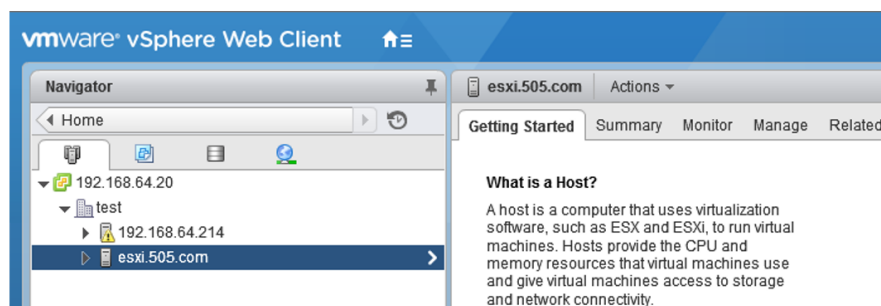 vmware® vSphere Web Client
Navigator
Home
192.168.64.20
test
192.168.64.214
esxi.505.com
esxi.505.com
Actions
Getting Started
Summary
Monitor
Manage
Related
What is a Host?
A host is a computer that uses virtualization
software, such as ESX and ESXi, to run virtual
machines. Hosts provide the CPU and
memory resources that virtual machines use
and give virtual machines access to storage
and network connectivity.